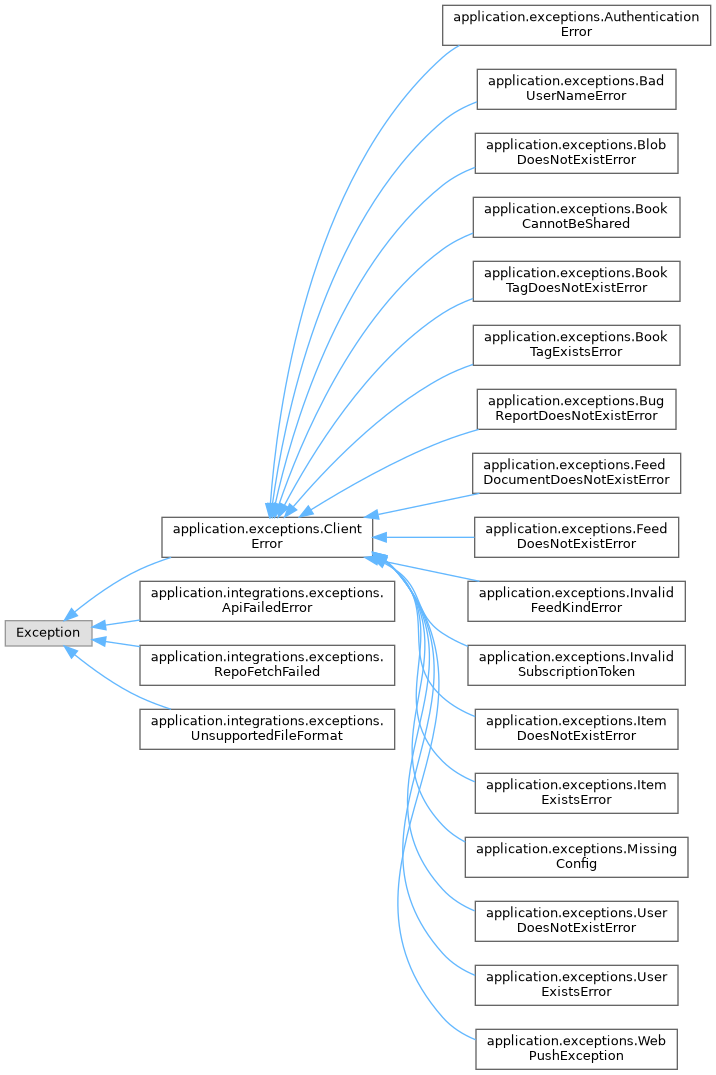 application.exceptions.Authentication
Error
application.exceptions.Bad
UserNameError
application.exceptions.Blob
DoesNotExistError
application.exceptions.Book
CannotBeShared
application.exceptions.Book
TagDoesNotExistError
application.exceptions.Book
TagExistsError
application.exceptions.Bug
ReportDoesNotExistError
application.exceptions.Feed
DocumentDoesNotExistError
application.exceptions.Client
Error
application.exceptions.Feed
DoesNotExistError
application.integrations.exceptions.
ApiFailedError
application.exceptions.Invalid
FeedKindError
Exception
application.integrations.exceptions.
RepoFetchFailed
application.exceptions.Invalid
SubscriptionToken
application.integrations.exceptions.
UnsupportedFileFormat
application.exceptions.Item
DoesNotExistError
application.exceptions.Item
ExistsError
application.exceptions.Missing
Config
application.exceptions.User
DoesNotExistError
application.exceptions.User
ExistsError
application.exceptions.Web
PushException